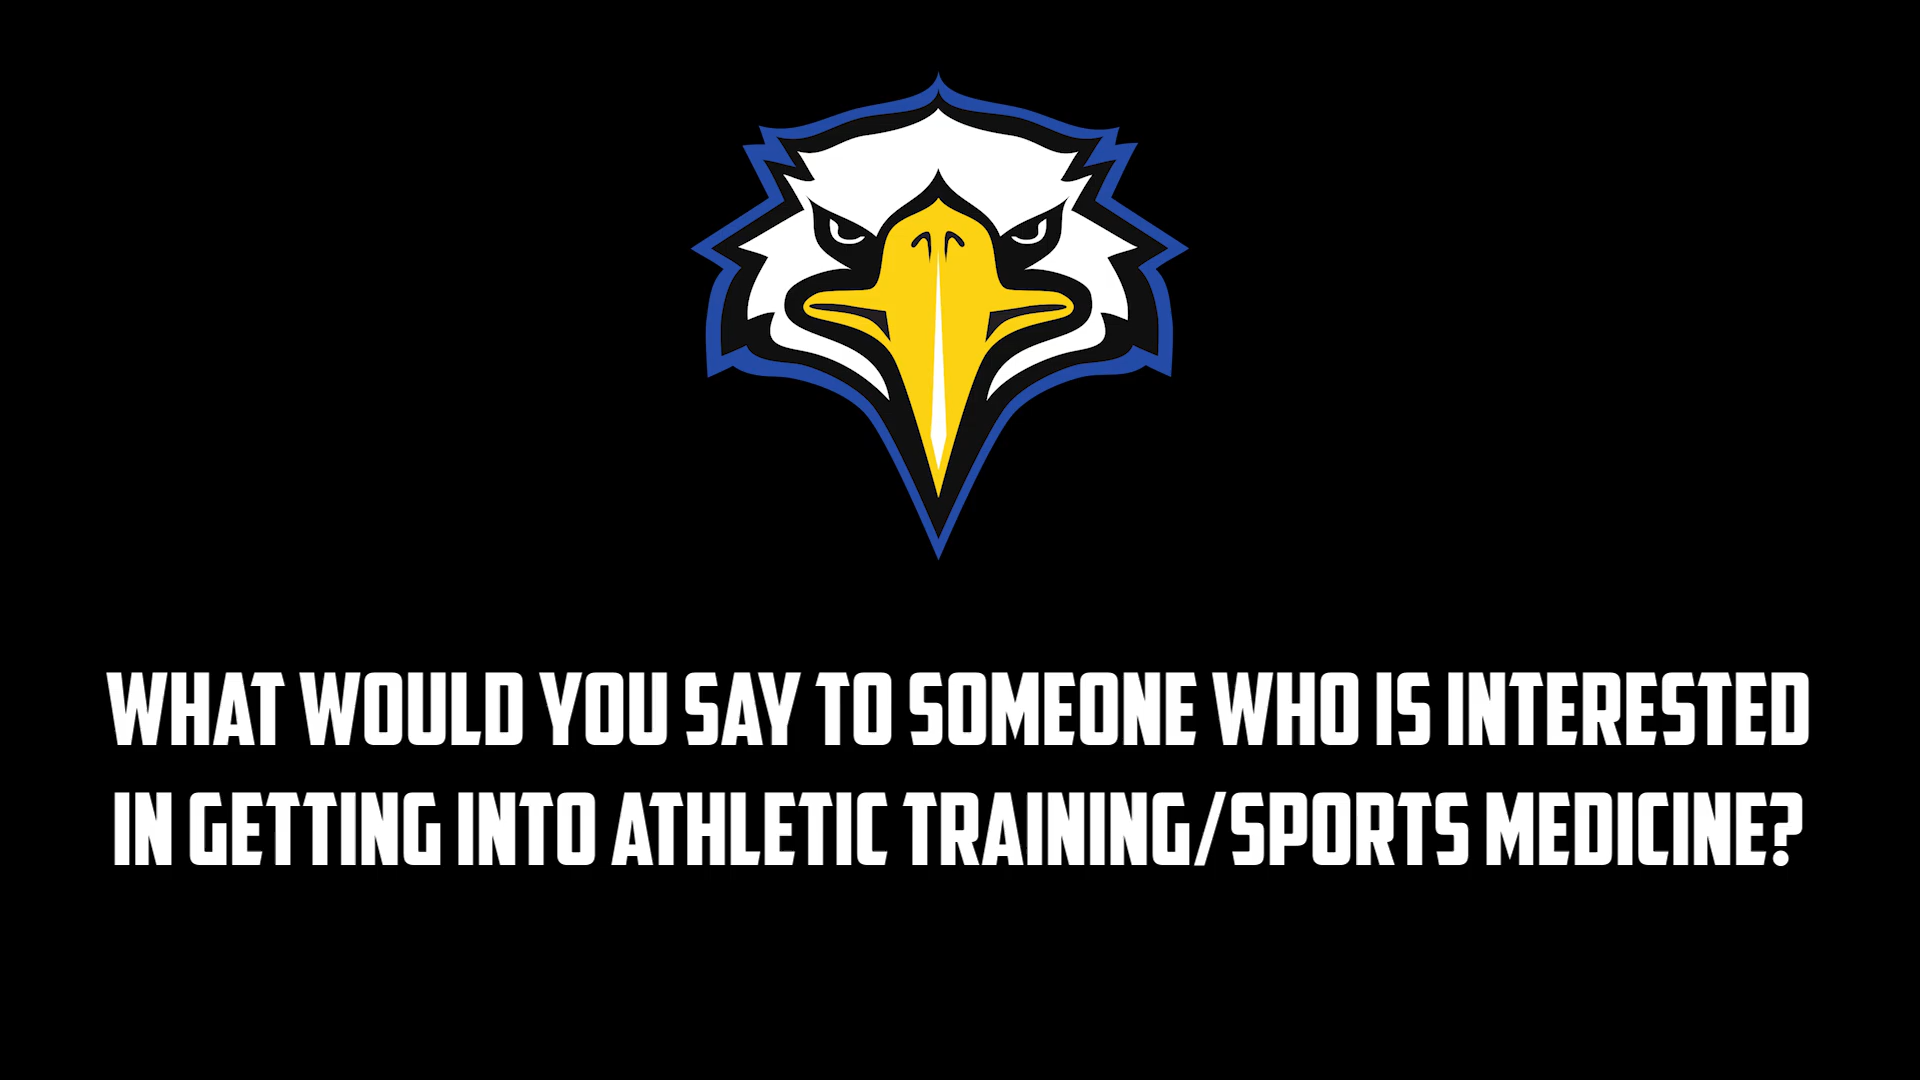 WHAT WOULD YOU SAY TO SOMEONE WHO IS INTERESTED
IN GETTING INTO ATHLETIC TRAINING/SPORTS MEDICINE?